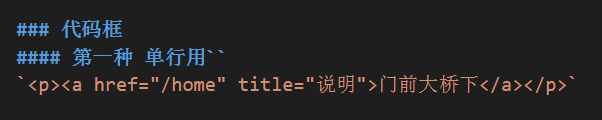 ### 代码框
#### 第一种 单行用``
`<p><a href="/home" title="说明">门前大桥下</a></p>`